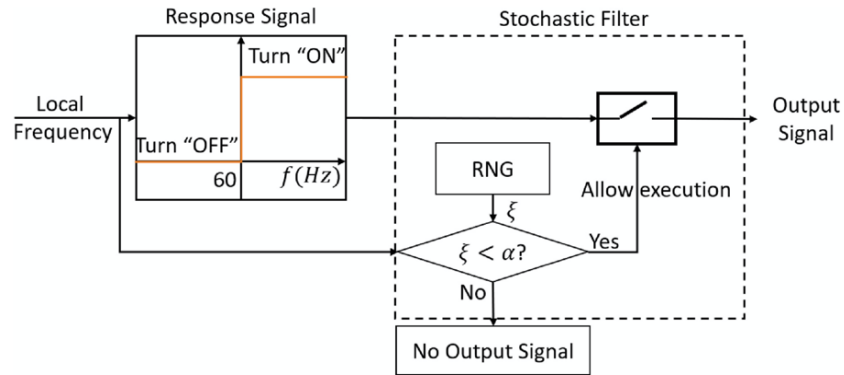 Response Signal
Stochastic Filter
Turn "ON"
Local
Frequency
Output
Signal
Turn "OFF"
60
f(Hz)
RNG
Allow execution
ξ
ξ < α?
Yes
No
No Output Signal